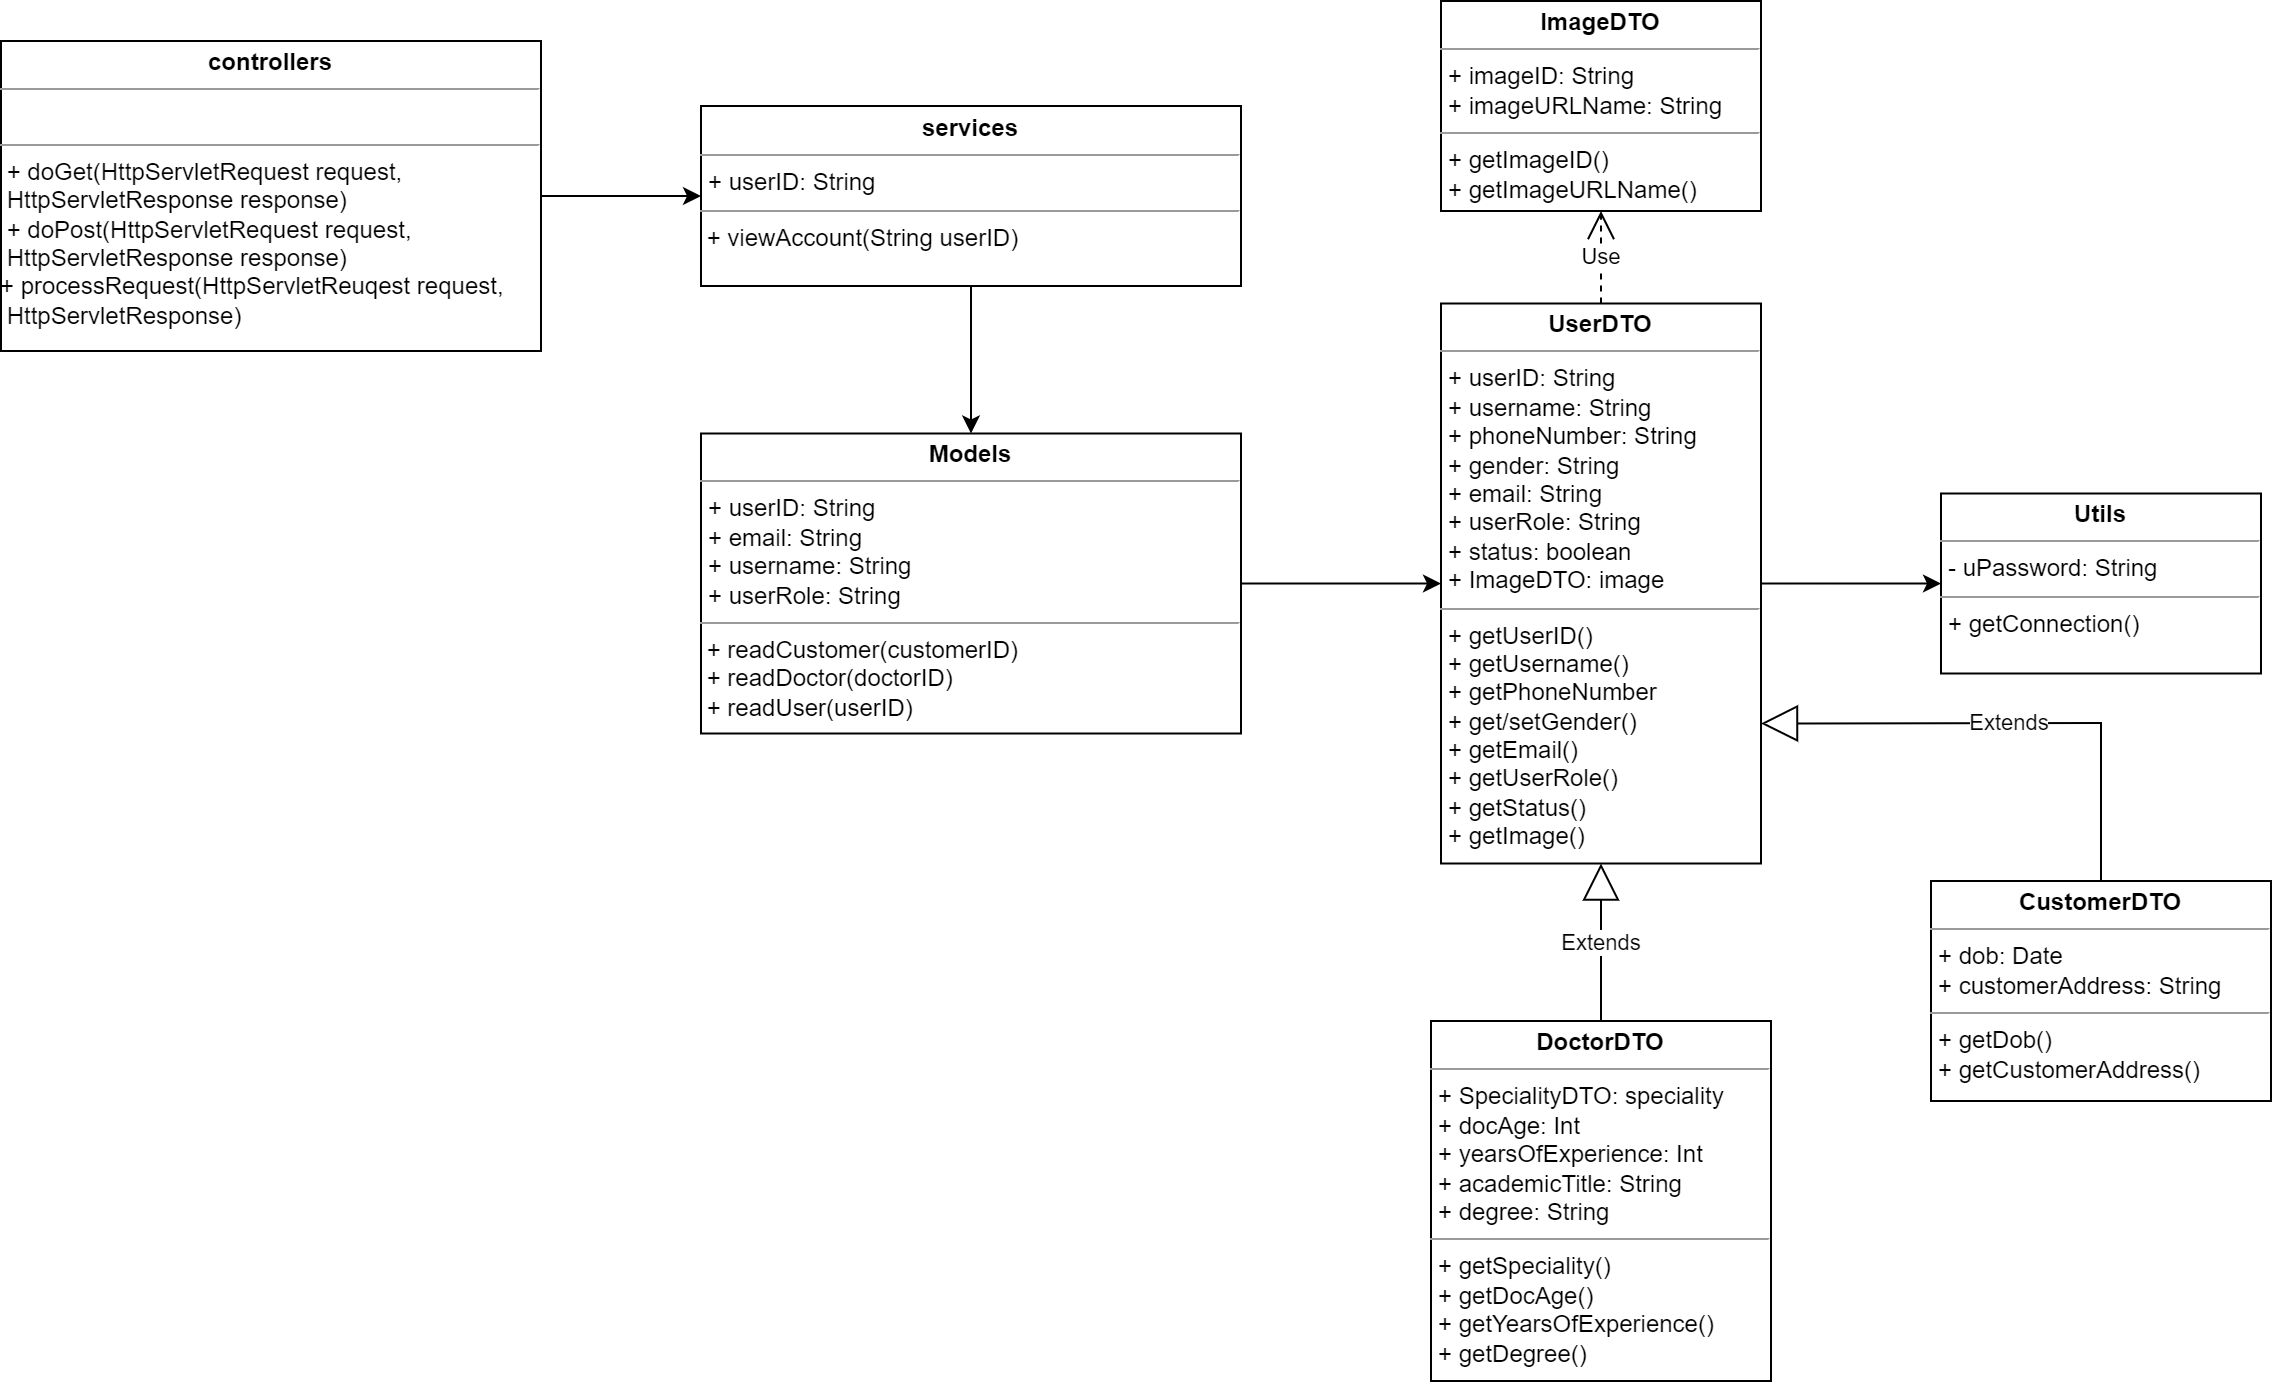 controllers
+ doGet(HttpServletRequest request,
HttpServletResponse response)
+ doPost(HttpServletRequest request,
HttpServletResponse response)
+ processRequest(HttpServletReuqest request,
HttpServletResponse)
services
+ userID: String
+ viewAccount(String userID)
Models
+ userID: String
+ email: String
+ username: String
+ userRole: String
+ readCustomer(customerID)
+ readDoctor(doctorID)
+ readUser(userID)
ImageDTO
+ imageID: String
+ imageURLName: String
+ getImageID()
+ getImageURLName()
Use
UserDTO
+ userID: String
+ username: String
+ phoneNumber: String
+ gender: String
+ email: String
+ userRole: String
+ status: boolean
+ ImageDTO: image
+ getUserID()
+ getUsername()
+ getPhoneNumber
+ get/setGender()
+ getEmail()
+ getUserRole()
+ getStatus()
+ getImage()
Utils
- uPassword: String
+ getConnection()
Extends
CustomerDTO
+ dob: Date
+ customerAddress: String
+ getDob()
+ getCustomerAddress()
Extends
DoctorDTO
+ SpecialityDTO: speciality
+ docAge: Int
+ yearsOfExperience: Int
+ academicTitle: String
+ degree: String
+ getSpeciality()
+ getDocAge()
+ getYearsOfExperience()
+ getDegree()